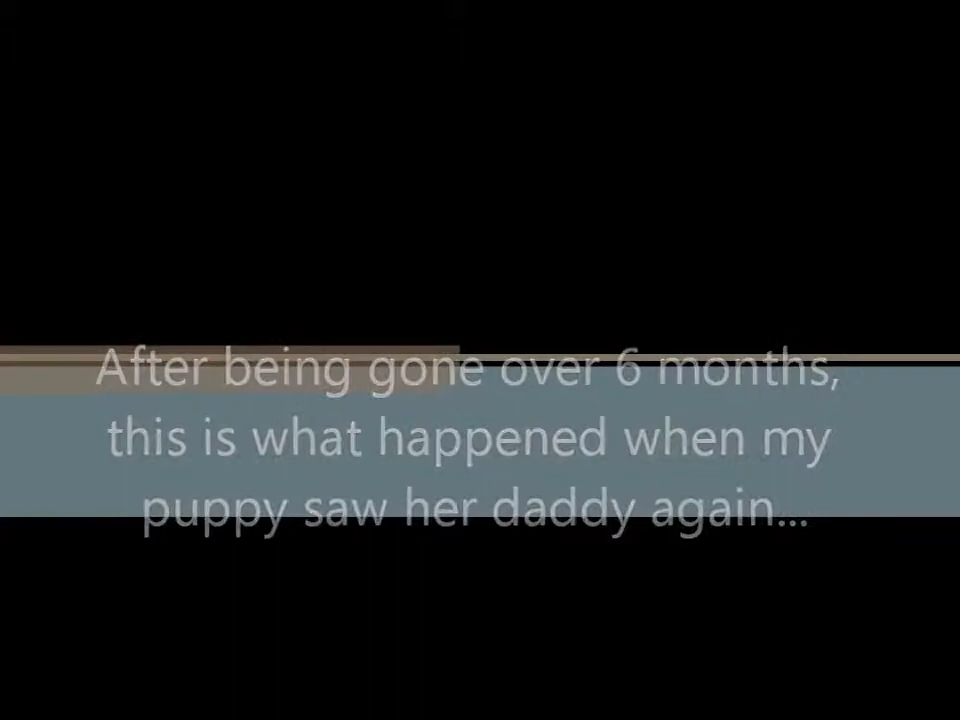 After being gone over 6 months,
this is what happened when my
puppy saw her daddy again...